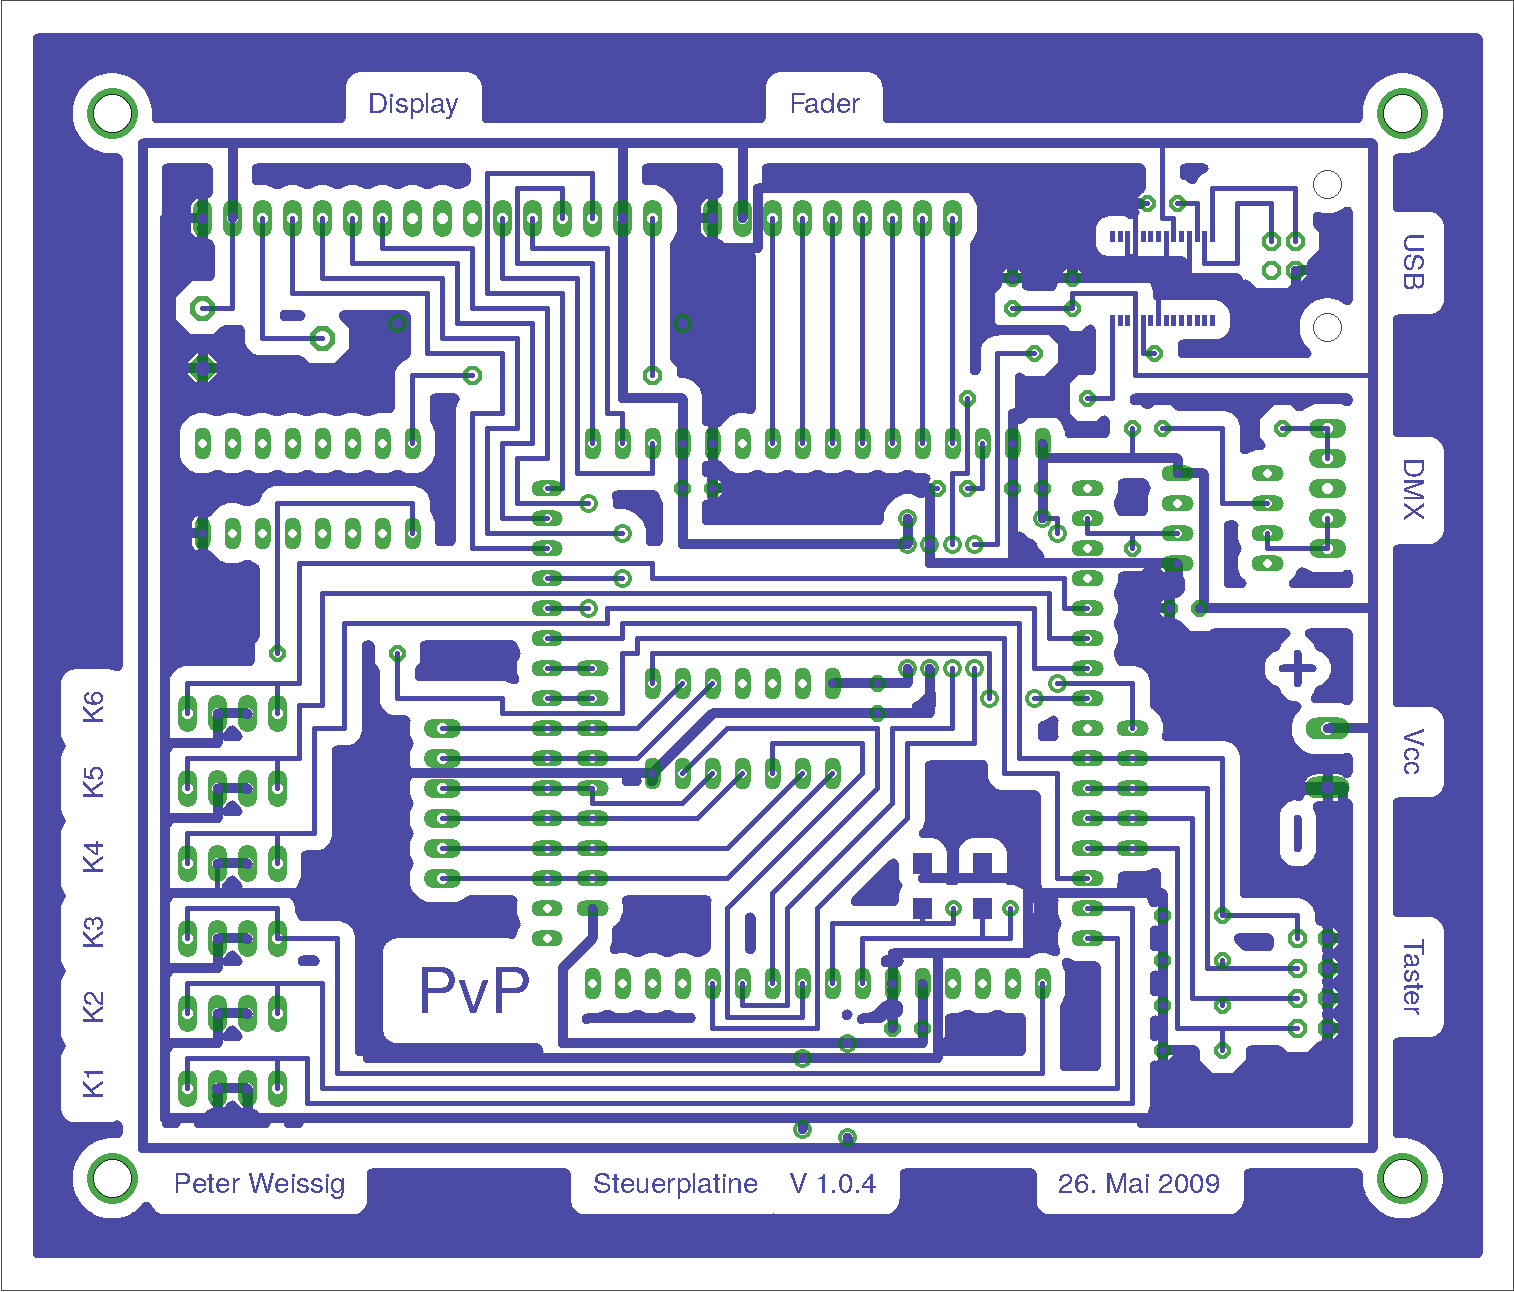 Display
Fader
USB
DMX
K6
K5
K4
K3
K2
K1
+
Vcc
-
Taster
PvP
Peter Weissig
Steuerplatine V 1.0.4
26. Mai 2009